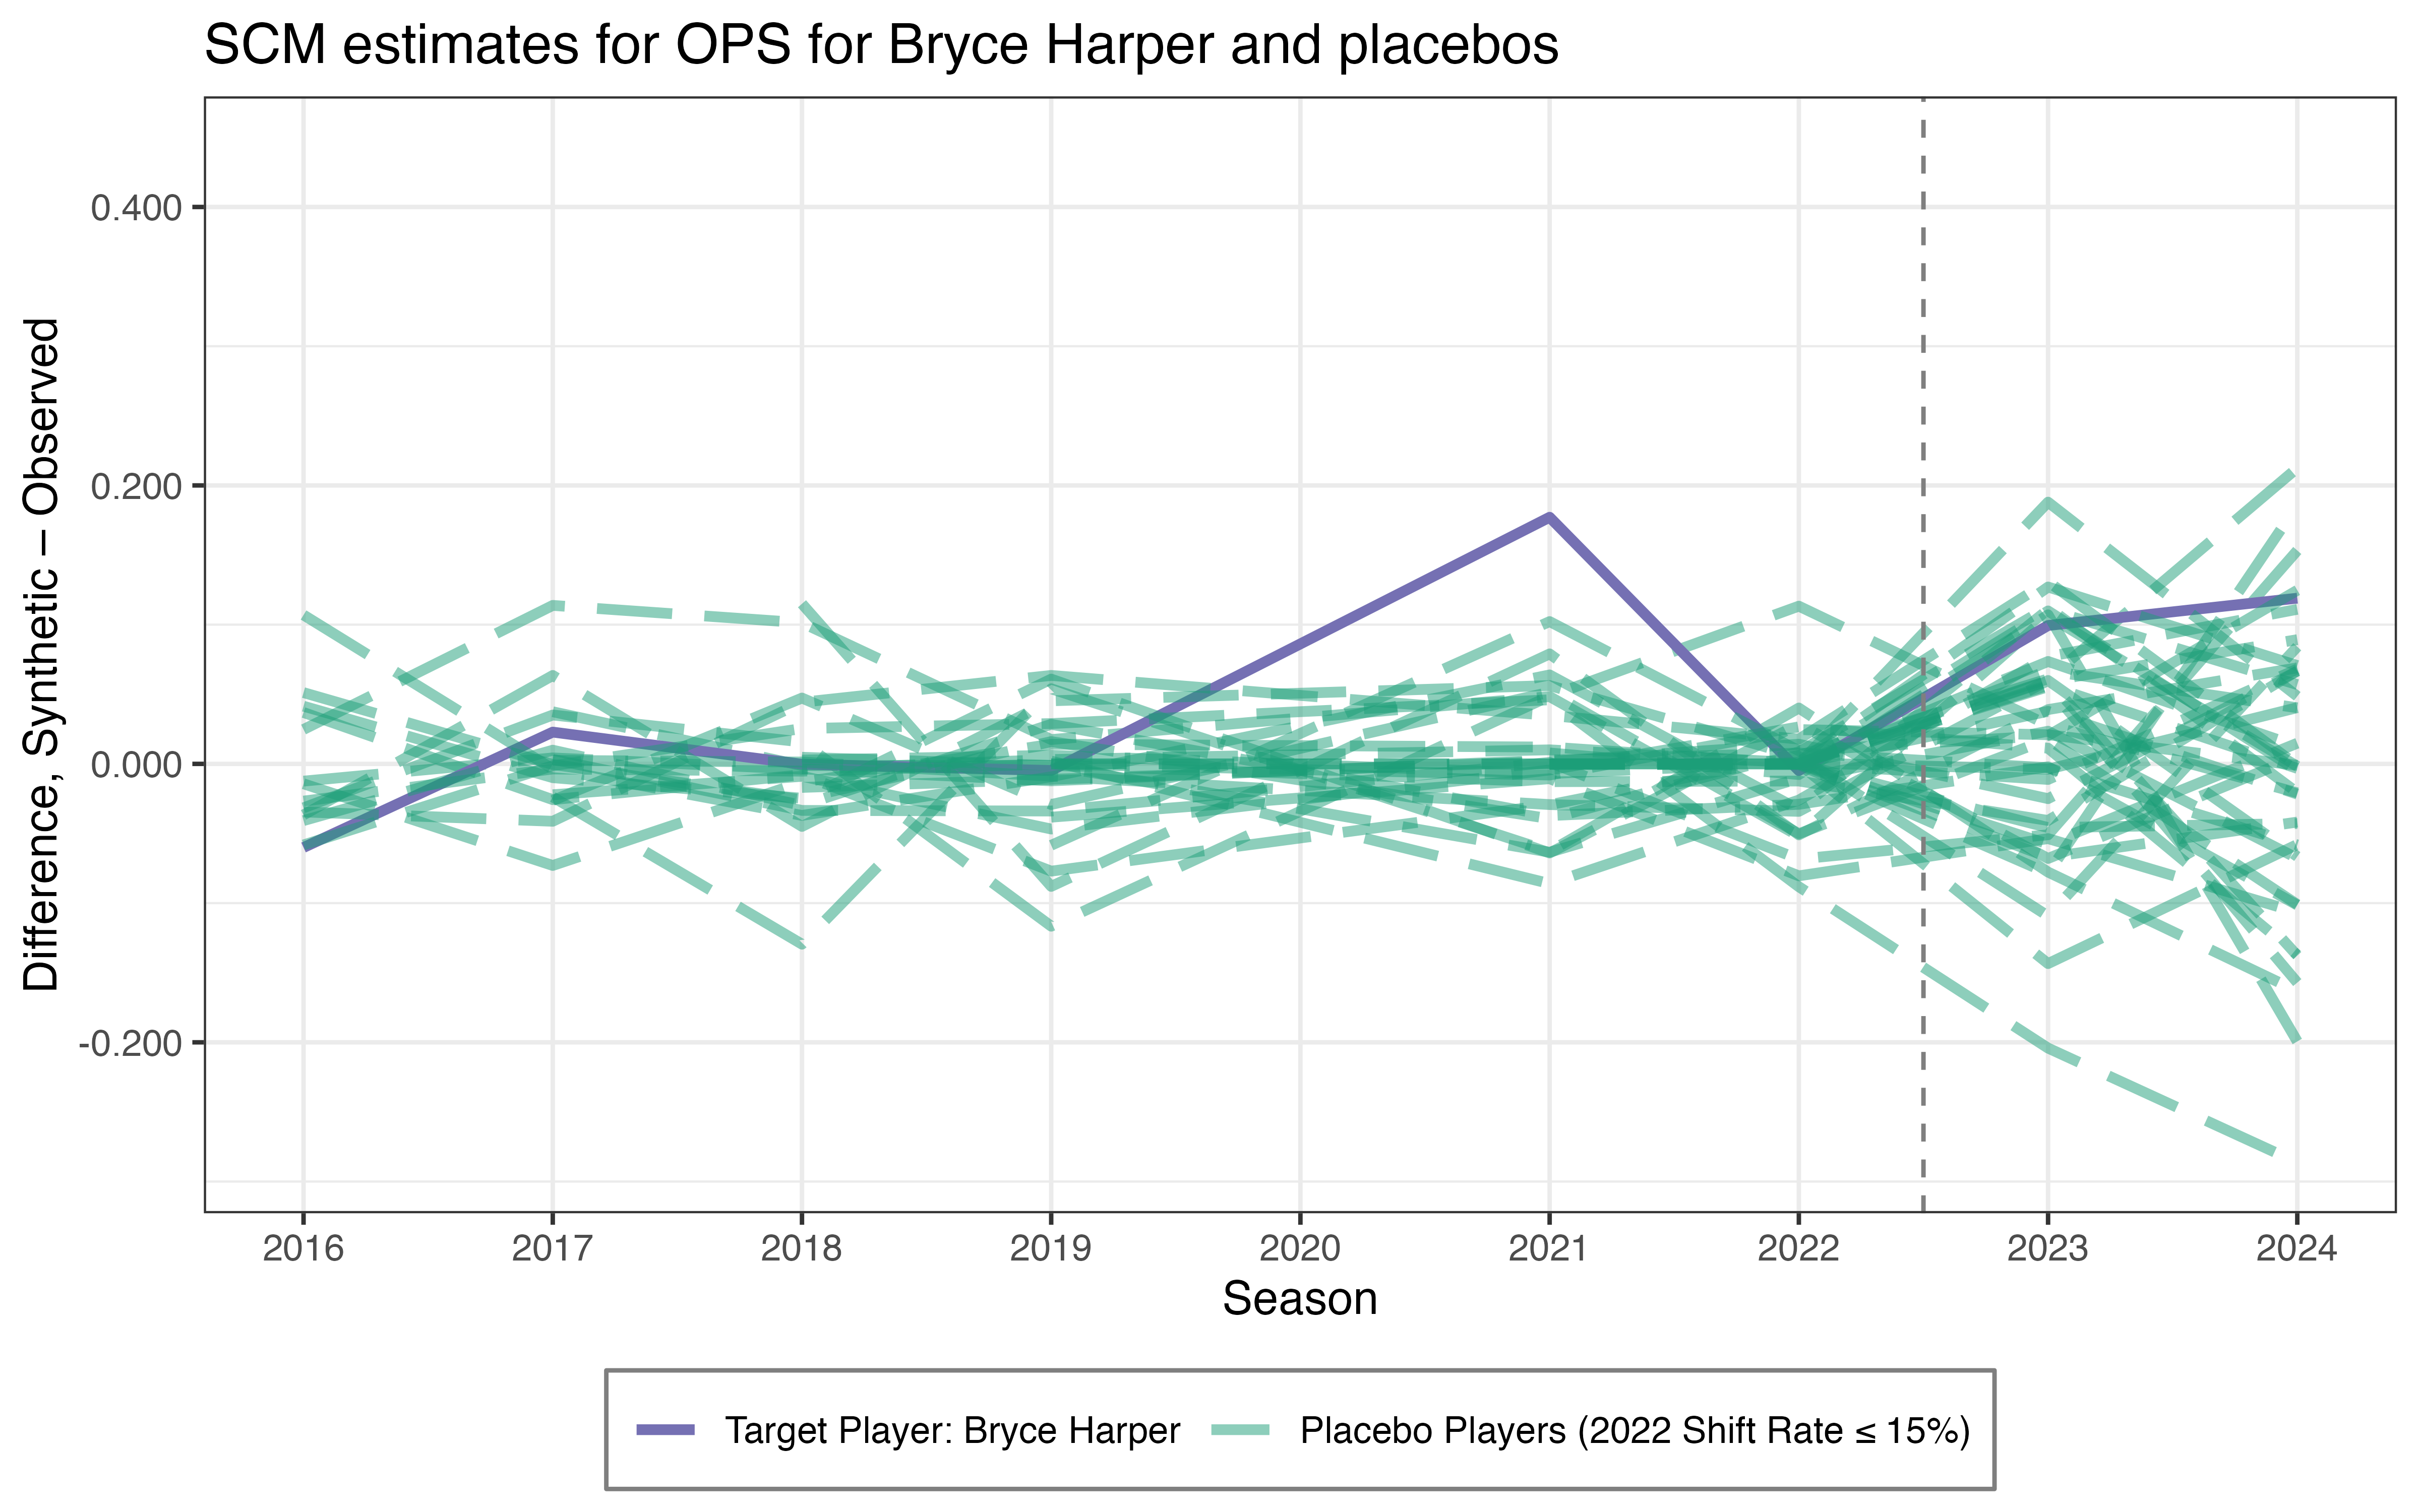 SCM estimates for OPS for Bryce Harper and placebos
Difference, Synthetic − Observed
0.400
0.200
0.000
-0.200
2016 2017 2018 2019 2020 2021 2022 2023 2024
Season
Target Player: Bryce Harper Placebo Players (2022 Shift Rate ≤ 15%)